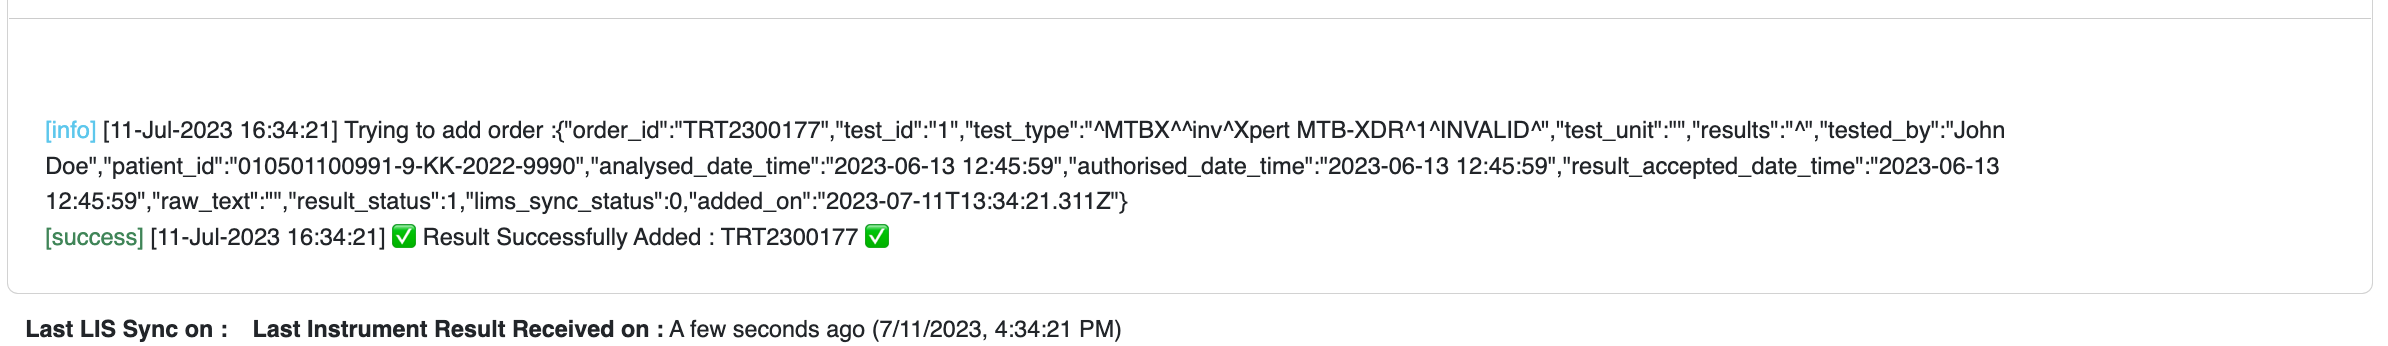 [info] [11-Jul-2023 16:34:21] Trying to add order :{"order_id":"TRT2300177","test_id":"1","test_type":"^MTBX^^inv^Xpert MTB-XDR^1^INVALID^","test_unit":"","results":"^","tested_by":"John
Doe","patient_id":"010501100991-9-KK-2022-9990","analysed_date_time":"2023-06-13 12:45:59","authorised_date_time":"2023-06-13 12:45:59","result_accepted_date_time":"2023-06-13
12:45:59","raw_text":"","result_status":1,"lims_sync_status":0,"added_on":"2023-07-11T13:34:21.311Z"}
[success] [11-Jul-2023 16:34:21] ✅ Result Successfully Added : TRT2300177 ✅
Last LIS Sync on : Last Instrument Result Received on : A few seconds ago (7/11/2023, 4:34:21 PM)